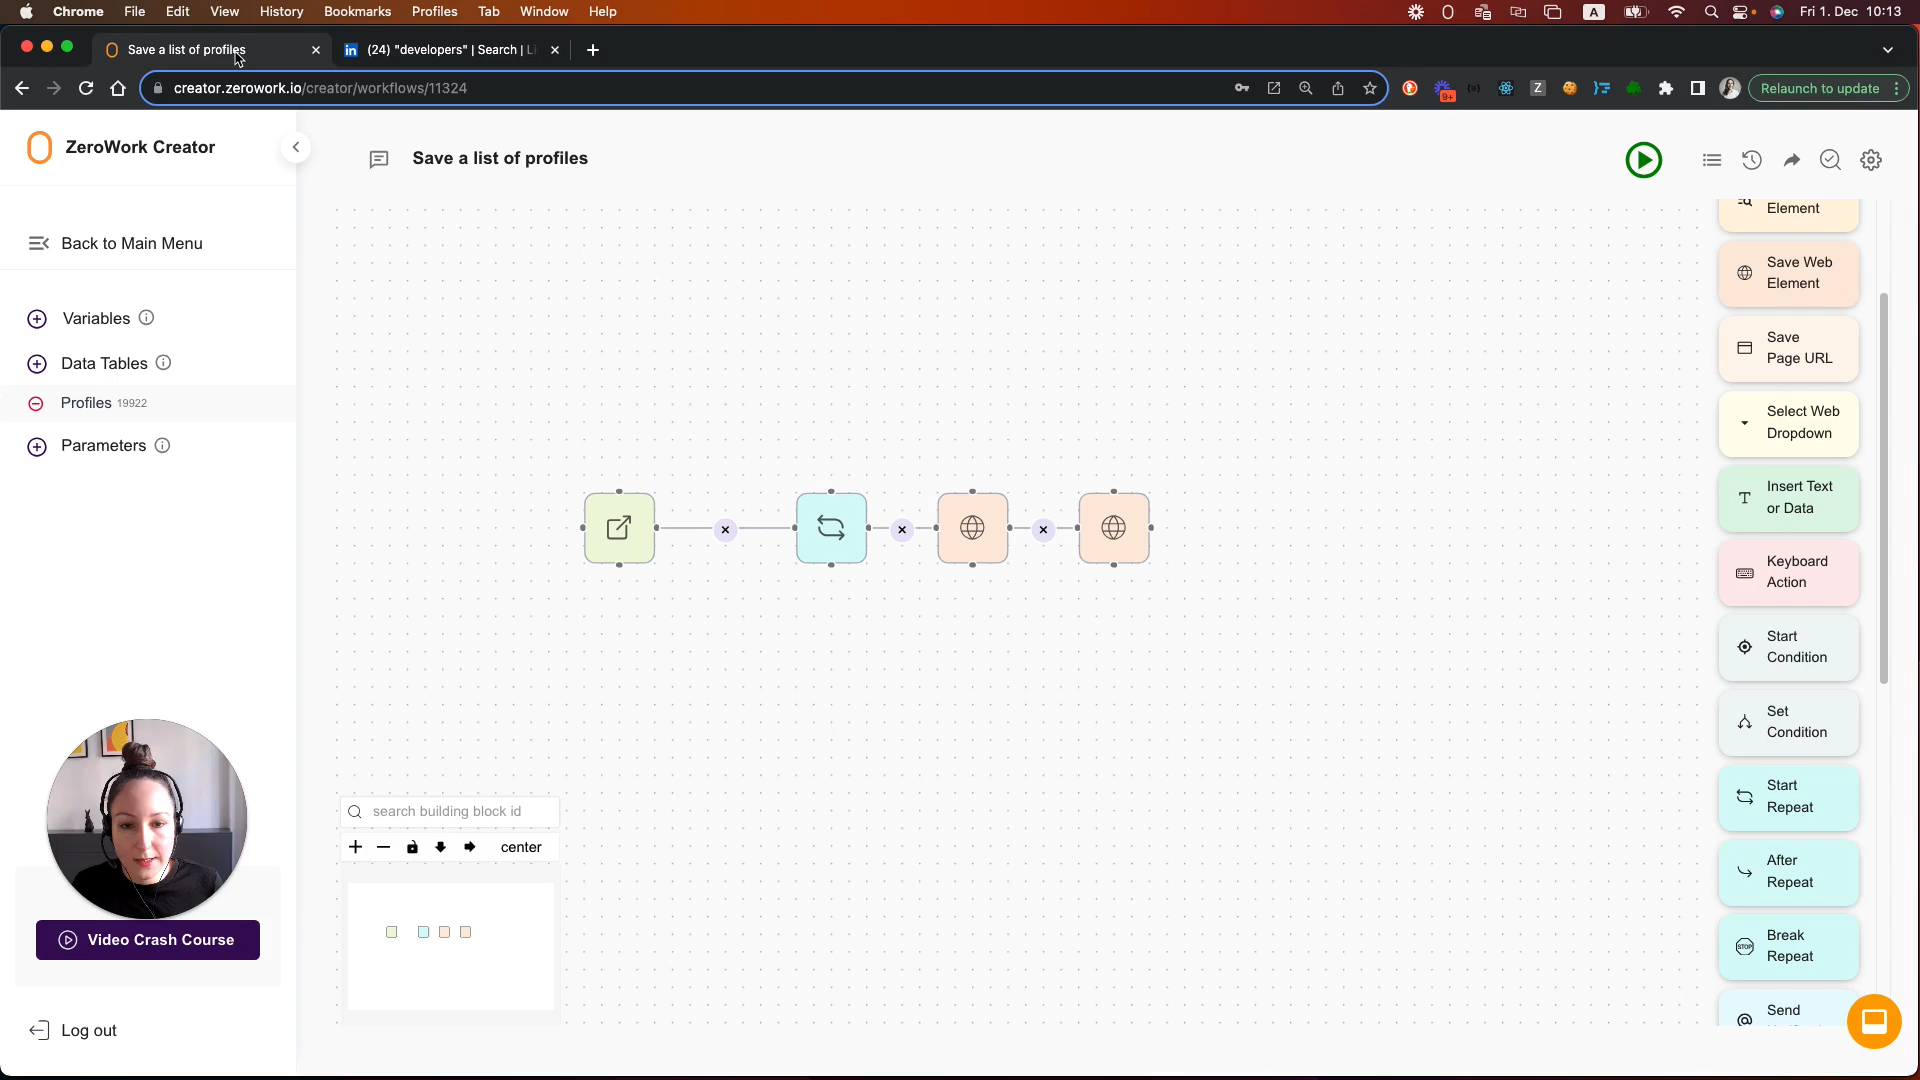 Chrome File Edit View History Bookmarks Profiles Tab Window Help
A
Fri 1. Dec 10:13
Save a list of profiles
in (24) "developers" | Search | Li
creator.zerowork.io/creator/workflows/11324
9+
Z
Relaunch to update
ZeroWork Creator
Save a list of profiles
Back to Main Menu
Variables
Data Tables
Profiles 19922
Parameters
Element
Save Web
Element
Save
Page URL
Select Web
Dropdown
T Insert Text
or Data
Keyboard
Action
Start
Condition
Set
Condition
Start
Repeat
After
Repeat
STOP Break
Repeat
Send
search building block id
center
Video Crash Course
Log out